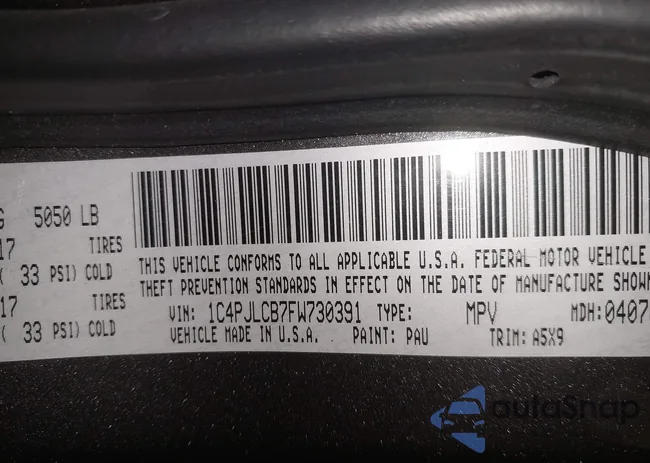 G 5050 LB
17 TIRES
( 33 PSI) COLD
17 TIRES
( 33 PSI) COLD
THIS VEHICLE CONFORMS TO ALL APPLICABLE U.S.A. FEDERAL MOTOR VEHICLE
THEFT PREVENTION STANDARDS IN EFFECT ON THE DATE OF MANUFACTURE SHOWN
VIN: 1C4PJLCB7FW730391 TYPE: MPV MDH:0407
VEHICLE MADE IN U.S.A. PAINT: PAU TRIM: A5X9
autoSnap